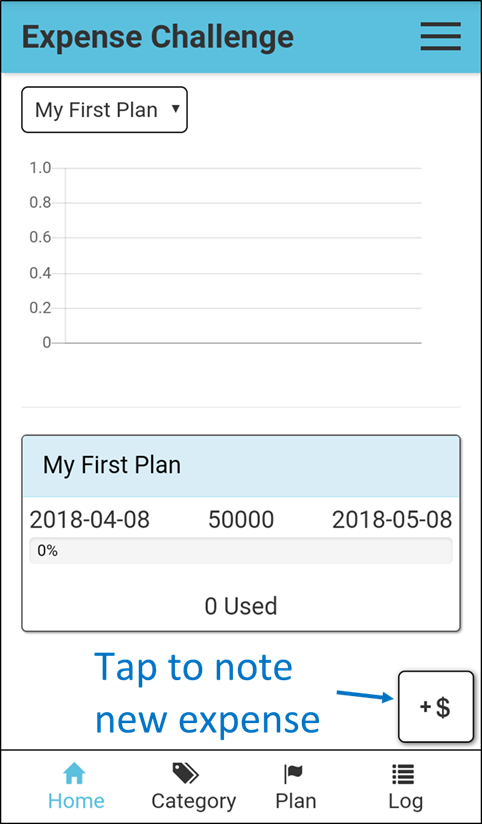 Expense Challenge
My First Plan
1.0
0.8
0.6
0.4
0.2
0
My First Plan
2018-04-08 50000 2018-05-08
0%
0 Used
Tap to note
new expense
+ $
Home Category Plan Log